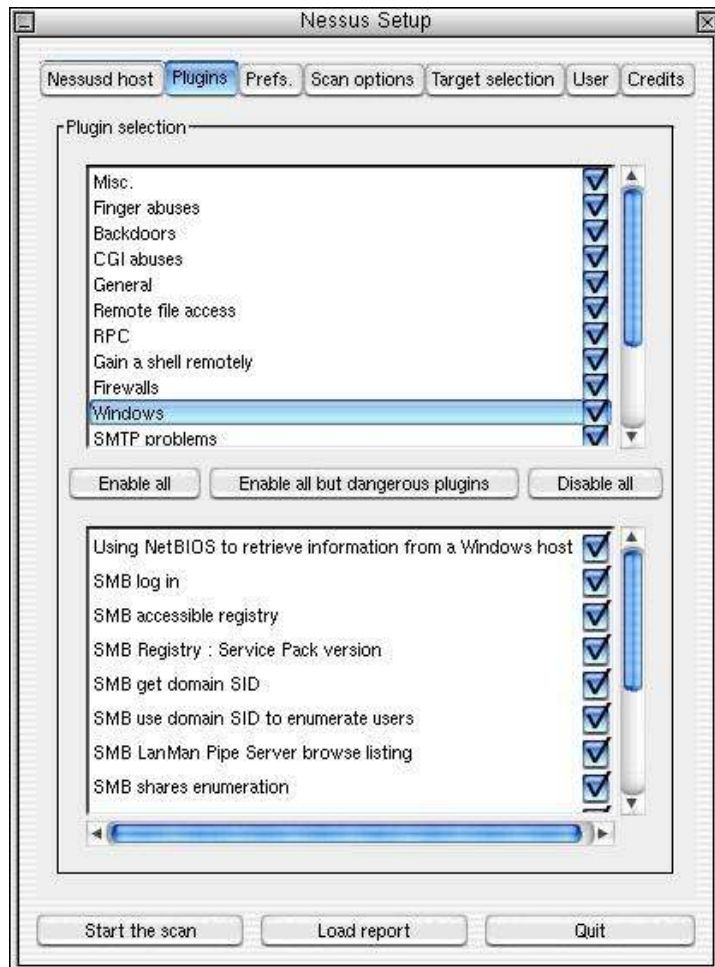 Nessus Setup
Nessusd host Plugins Prefs. Scan options Target selection User Credits
Plugin selection
Misc.
Finger abuses
Backdoors
CGI abuses
General
Remote file access
RPC
Gain a shell remotely
Firewalls
Windows
SMTP problems
Enable all Enable all but dangerous plugins Disable all
Using NetBIOS to retrieve information from a Windows host
SMB log in
SMB accessible registry
SMB Registry : Service Pack version
SMB get domain SID
SMB use domain SID to enumerate users
SMB LanMan Pipe Server browse listing
SMB shares enumeration
Start the scan Load report Quit